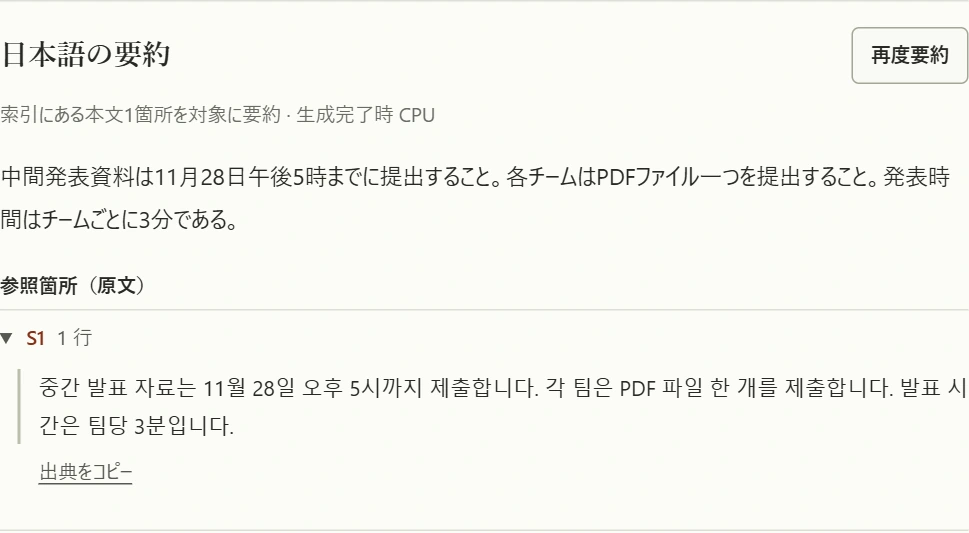 日本語の要約
再度要約
索引にある本文1箇所を対象に要約 · 生成完了時 CPU
中間発表資料は11月28日午後5時までに提出すること。各チームはPDFファイル一つを提出すること。発表時
間はチームごとに3分である。
参照箇所（原文）
▼ S1 1 行
중간 발표 자료는 11월 28일 오후 5시까지 제출합니다. 각 팀은 PDF 파일 한 개를 제출합니다. 발표 시
간은 팀당 3분입니다.
出典をコピー